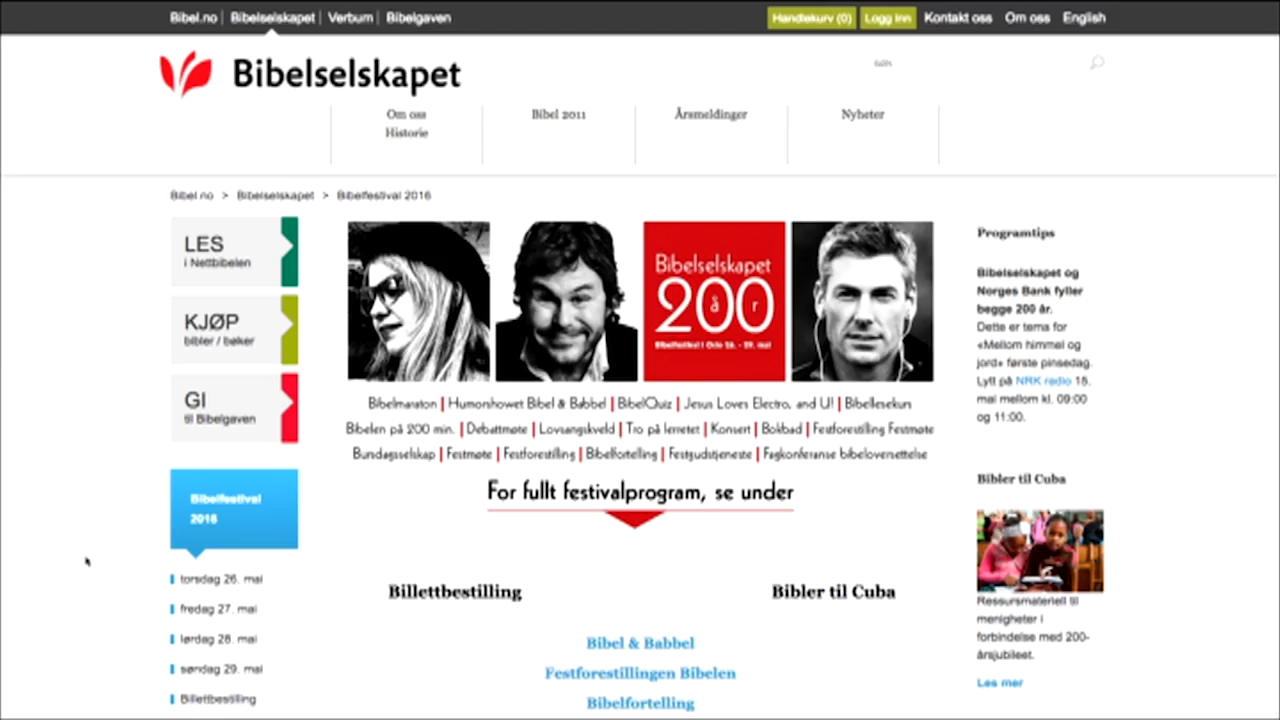 Bibel.no | Bibelselskapet | Verbum | Bibelgaven
Handlekurv (0) Logg inn Kontakt oss Om oss English
Bibelselskapet
Søk
Om oss
Historie
Bibel 2011
Årsmeldinger
Nyheter
Bibel.no > Bibelselskapet > Bibelfestival 2016
LES
i Nettbibelen
KJØP
bibler / bøker
GI
til Bibelgaven
Bibelfestival
2016
torsdag 26. mai
fredag 27. mai
lørdag 28. mai
søndag 29. mai
Billettbestilling
Bibelselskapet
200
å r
Bibelfestival i Oslo 26. - 29. mai
Bibelmaraton | Humorshowet Bibel & Babbel | BibelQuiz | Jesus Loves Electro, and U! | Bibellesekurs
Bibelen på 200 min. | Debattmøte | Lovsangskveld | Tro på lerretet | Konsert | Bokbad | Festforestilling Festmøte
Bundagsselskap | Festmøte | Festforestilling | Bibelfortelling | Festgudstjeneste | Fagkonferanse bibeloversettelse
For fullt festivalprogram, se under
Billettbestilling
Bibler til Cuba
Bibel & Babbel
Festforestillingen Bibelen
Bibelfortelling
Programtips
Bibelselskapet og
Norges Bank fyller
begge 200 år.
Dette er tema for
«Mellom himmel og
jord» første pinsedag.
Lytt på NRK radio 15.
mai mellom kl. 09:00
og 11:00.
Bibler til Cuba
Ressursmateriell til
menigheter i
forbindelse med 200-
årsjubileet.
Les mer